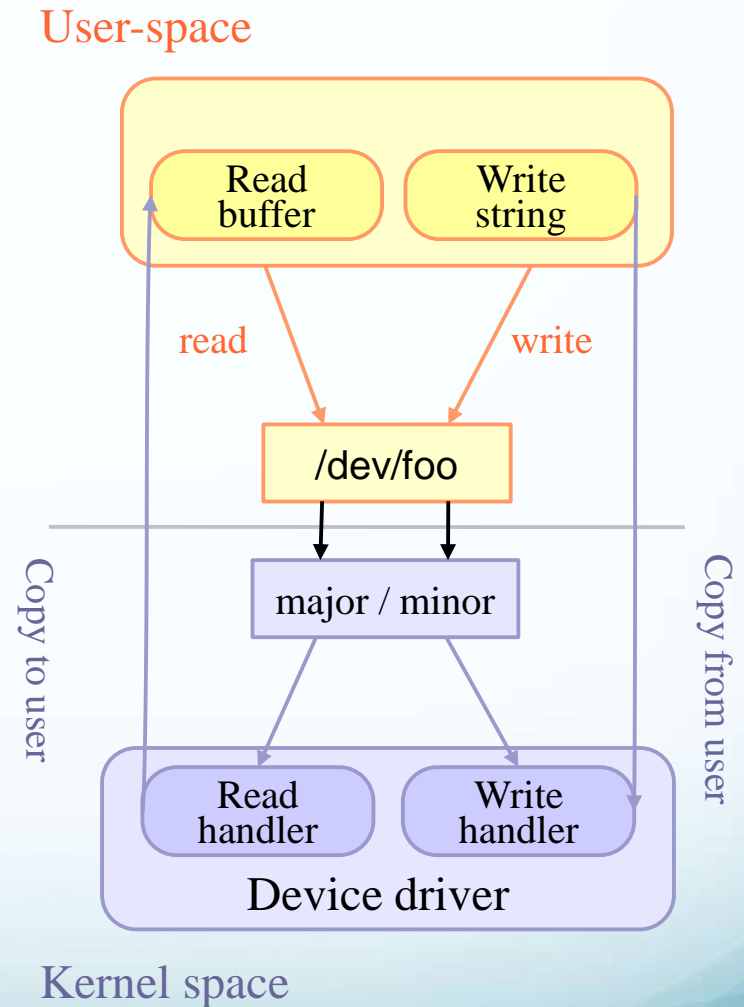 User-space
Read
buffer
Write
string
read
write
/dev/foo
major / minor
Copy to user
Copy from user
Read
handler
Write
handler
Device driver
Kernel space